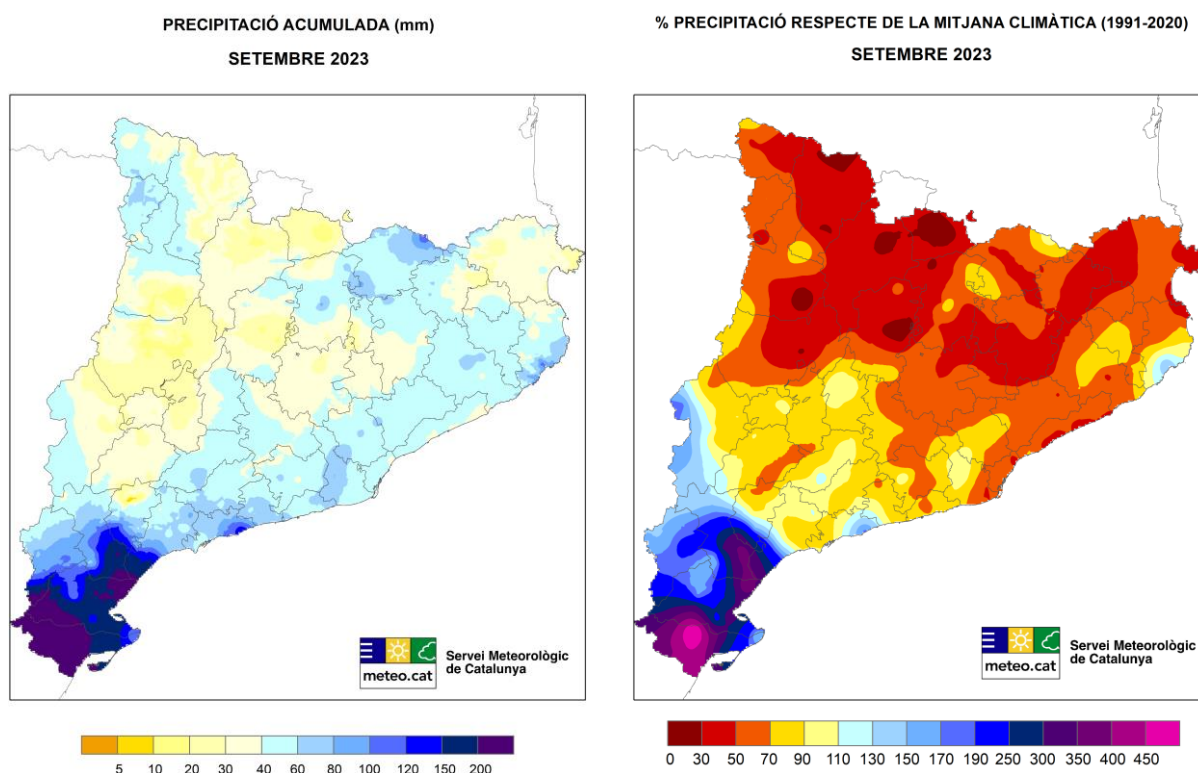 PRECIPITACIÓ ACUMULADA (mm)
SETEMBRE 2023
% PRECIPITACIÓ RESPECTE DE LA MITJANA CLIMÀTICA (1991-2020)
SETEMBRE 2023
meteo.cat
Servei Meteorològic
de Catalunya
meteo.cat
Servei Meteorològic
de Catalunya
5 10 20 30 40 60 80 100 120 150 200
0 30 50 70 90 110 130 150 170 190 250 300 350 400 450